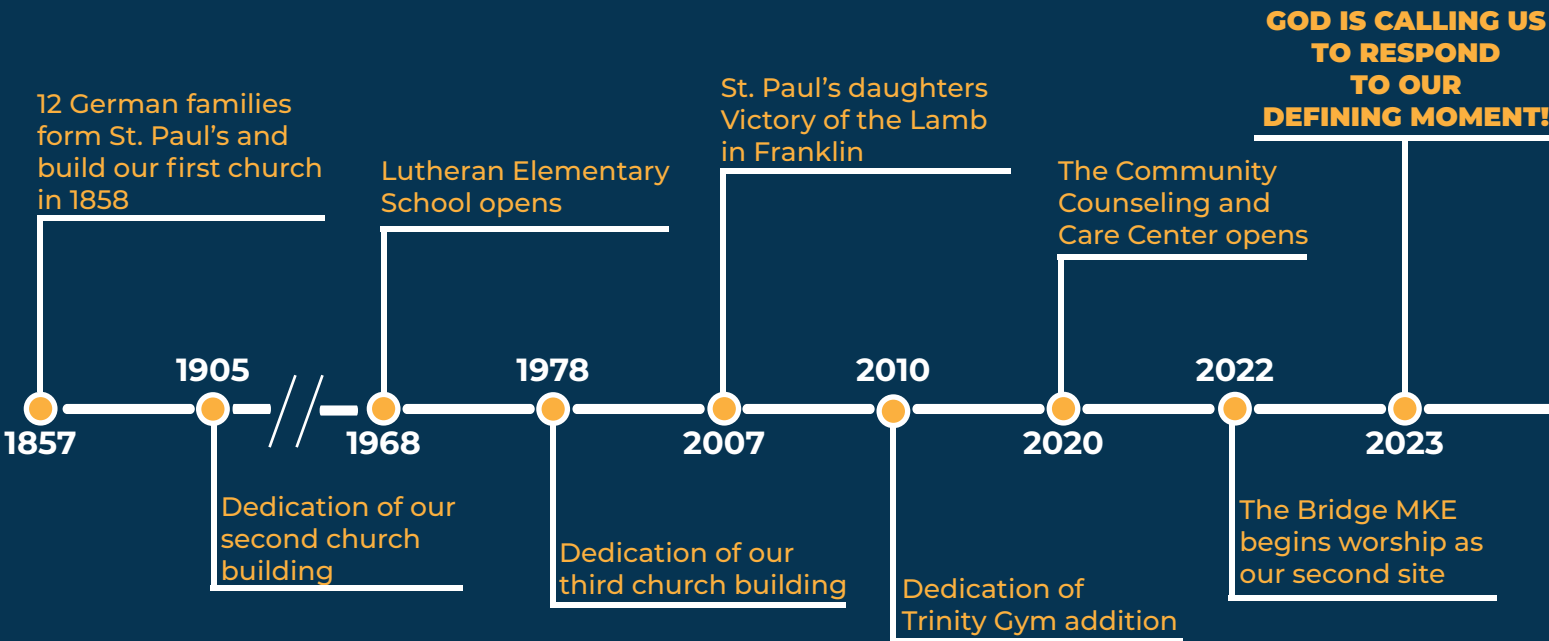 GOD IS CALLING US
TO RESPOND
TO OUR
DEFINING MOMENT!
12 German families
form St. Paul’s and
build our first church
in 1858
Lutheran Elementary
School opens
St. Paul’s daughters
Victory of the Lamb
in Franklin
The Community
Counseling and
Care Center opens
1905
1978
2010
2022
1857
1968
2007
2020
2023
Dedication of our
second church
building
Dedication of our
third church building
Dedication of
Trinity Gym addition
The Bridge MKE
begins worship as
our second site